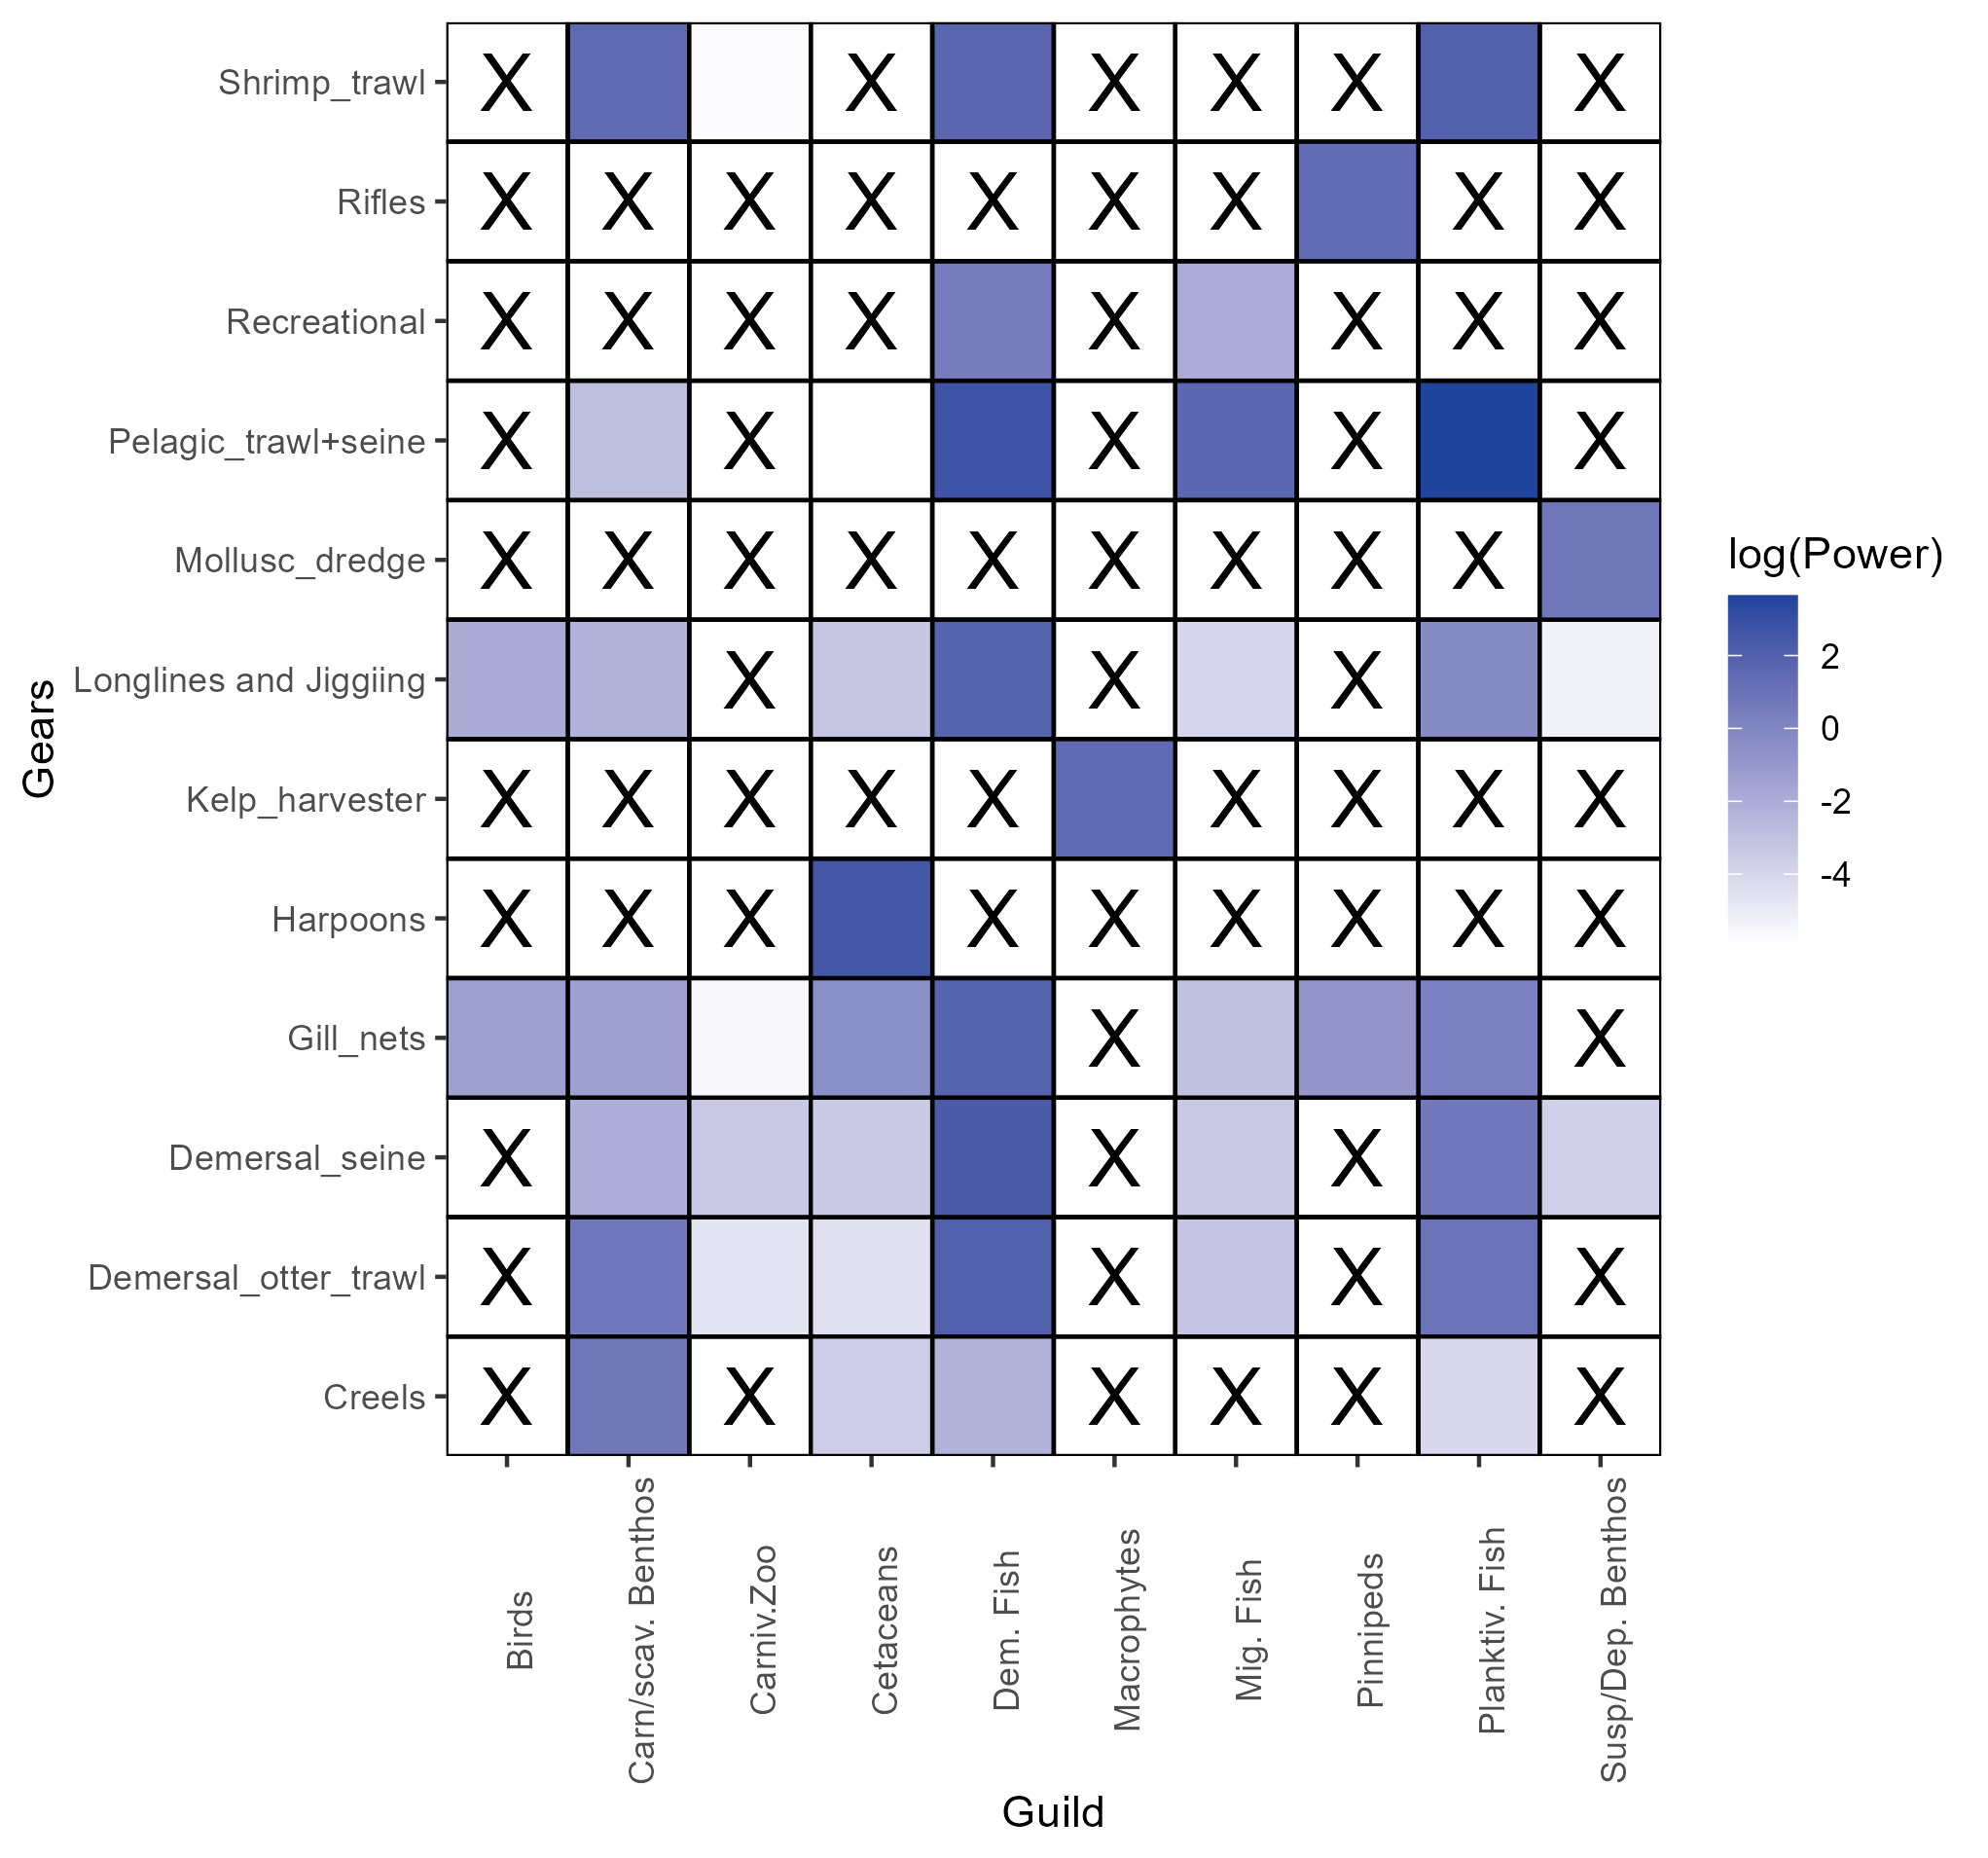 Shrimp_trawl X X X X X X
Rifles X X X X X X X X X
Recreational X X X X X X X X
Pelagic_trawl+seine X X X X X
Mollusc_dredge X X X X X X X X X
Longlines and Jiggiing X X X
Kelp_harvester X X X X X X X X X
Harpoons X X X X X X X X X
Gill_nets X X
Demersal_seine X X X
Demersal_otter_trawl X X X X
Creels X X X X X X
Gears
Birds
Carn/scav. Benthos
Carniv.Zoo
Cetaceans
Dem. Fish
Macrophytes
Mig. Fish
Pinnipeds
Planktiv. Fish
Susp/Dep. Benthos
Guild
log(Power)
2
0
-2
-4